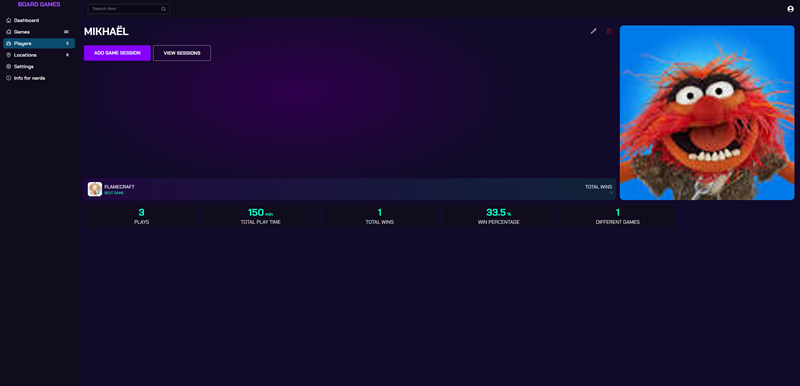 BOARD GAMES
Search item
Dashboard
Games 30
Players 5
Locations 6
Settings
Info for nerds
MIKHAËL
ADD GAME SESSION
VIEW SESSIONS
FLAMECRAFT
BEST GAME
TOTAL WINS
1
3
PLAYS
150 min
TOTAL PLAY TIME
1
TOTAL WINS
33.5 %
WIN PERCENTAGE
1
DIFFERENT GAMES